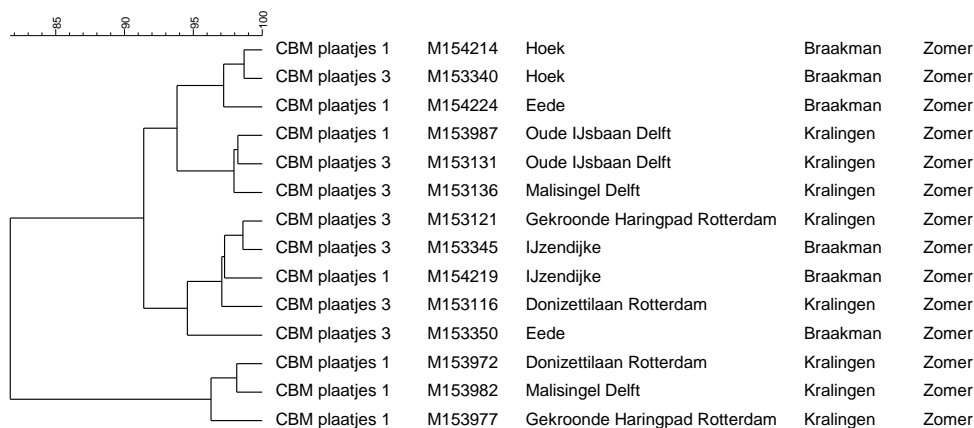 85 90 95 100
CBM plaatjes 1 M154214 Hoek Braakman Zomer
CBM plaatjes 3 M153340 Hoek Braakman Zomer
CBM plaatjes 1 M154224 Eede Braakman Zomer
CBM plaatjes 1 M153987 Oude IJsbaan Delft Kralingen Zomer
CBM plaatjes 3 M153131 Oude IJsbaan Delft Kralingen Zomer
CBM plaatjes 3 M153136 Malisingel Delft Kralingen Zomer
CBM plaatjes 3 M153121 Gekroonde Haringpad Rotterdam Kralingen Zomer
CBM plaatjes 3 M153345 IJzendijke Braakman Zomer
CBM plaatjes 1 M154219 IJzendijke Braakman Zomer
CBM plaatjes 3 M153116 Donizettilaan Rotterdam Kralingen Zomer
CBM plaatjes 3 M153350 Eede Braakman Zomer
CBM plaatjes 1 M153972 Donizettilaan Rotterdam Kralingen Zomer
CBM plaatjes 1 M153982 Malisingel Delft Kralingen Zomer
CBM plaatjes 1 M153977 Gekroonde Haringpad Rotterdam Kralingen Zomer